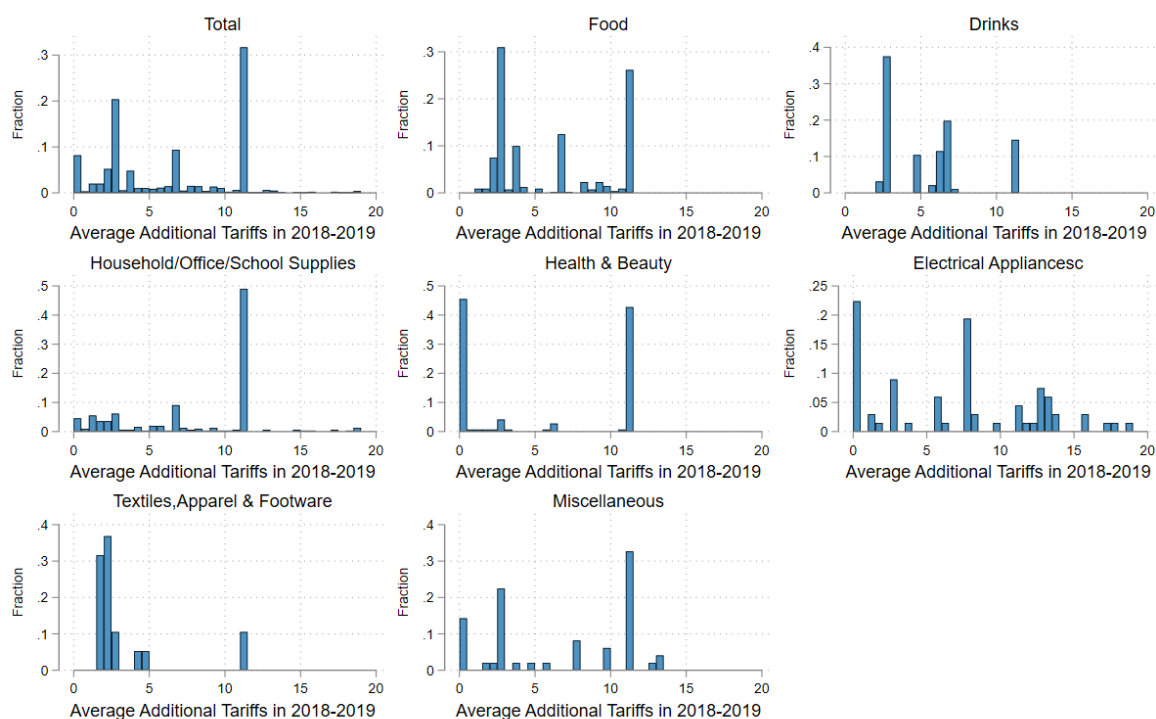 Total
Fraction
.3
.2
.1
0
0 5 10 15 20
Average Additional Tariffs in 2018-2019
Food
Fraction
.3
.2
.1
0
0 5 10 15 20
Average Additional Tariffs in 2018-2019
Drinks
Fraction
.4
.3
.2
.1
0
0 5 10 15 20
Average Additional Tariffs in 2018-2019
Household/Office/School Supplies
Fraction
.5
.4
.3
.2
.1
0
0 5 10 15 20
Average Additional Tariffs in 2018-2019
Health & Beauty
Fraction
.5
.4
.3
.2
.1
0
0 5 10 15 20
Average Additional Tariffs in 2018-2019
Electrical Appliancesc
Fraction
.25
.2
.15
.1
.05
0
0 5 10 15 20
Average Additional Tariffs in 2018-2019
Textiles,Apparel & Footware
Fraction
.4
.3
.2
.1
0
0 5 10 15 20
Average Additional Tariffs in 2018-2019
Miscellaneous
Fraction
.4
.3
.2
.1
0
0 5 10 15 20
Average Additional Tariffs in 2018-2019